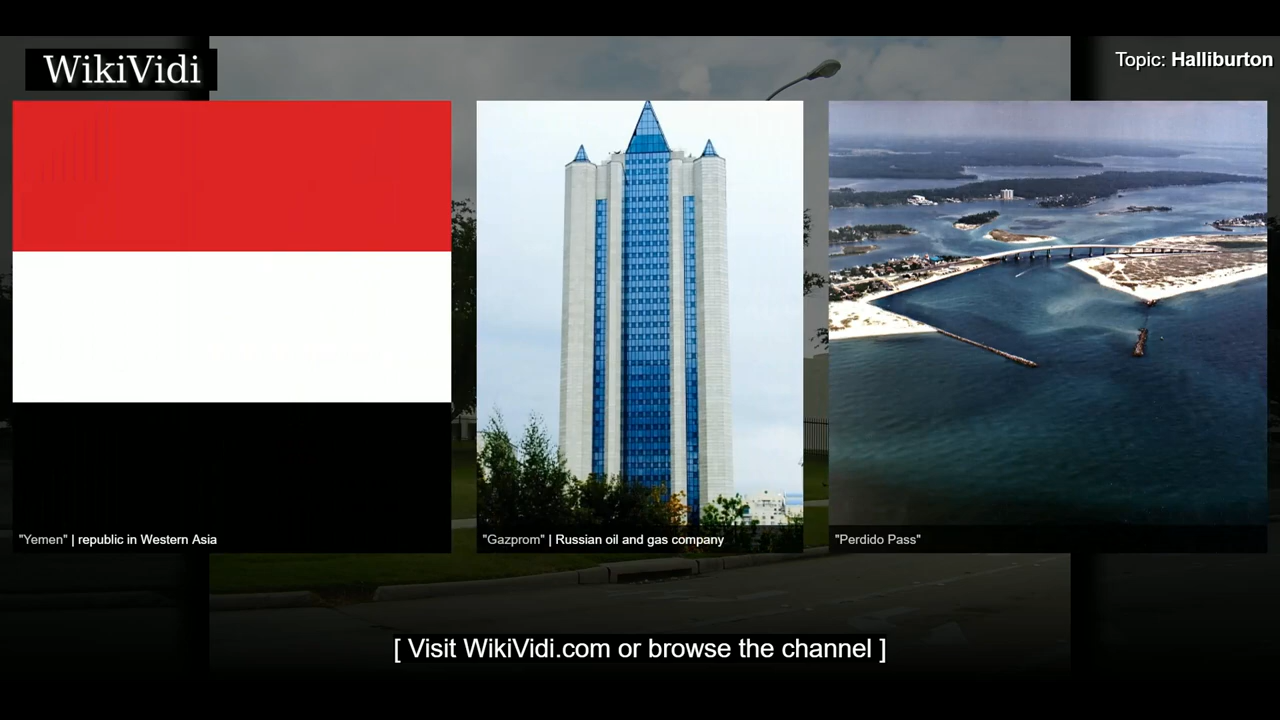 WikiVidi
Topic: Halliburton
"Yemen" | republic in Western Asia
"Gazprom" | Russian oil and gas company
"Perdido Pass"
[ Visit WikiVidi.com or browse the channel ]